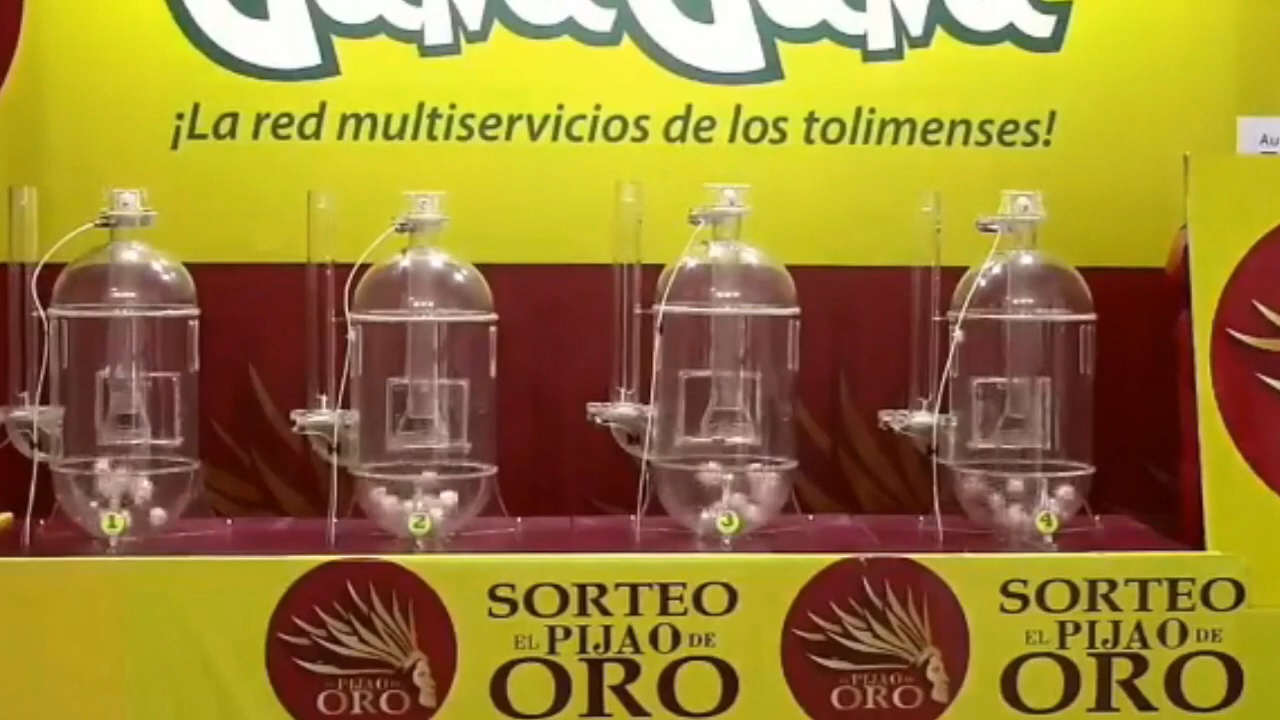 ¡La red multiservicios de los tolimenses!
Au
1
2
3
4
SORTEO
EL PIJAO DE
ORO
SORTEO
EL PIJAO DE
ORO
EL PIJAO DE
ORO
EL PIJAO DE
ORO